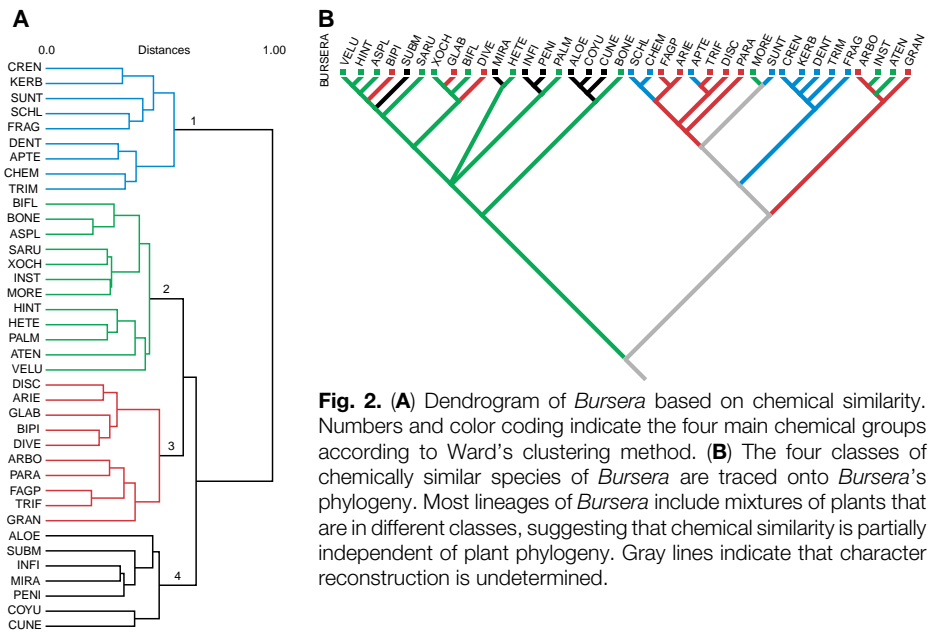 A
0.0 Distances 1.00
CREN
KERB
SUNT
SCHL
FRAG
DENT
APTE
CHEM
TRIM
BIFL
BONE
ASPL
SARU
XOCH
INST
MORE
HINT
HETE
PALM
ATEN
VELU
DISC
ARIE
GLAB
BIPI
DIVE
ARBO
PARA
FAGP
TRIF
GRAN
ALOE
SUBM
INFI
MIRA
PENI
COYU
CUNE
1
2
3
4
B
BURSERA
VELU
HINT
ASPL
BIPI
SUBM
SARU
XOCH
GLAB
BIFL
DIVE
MIRA
HETE
INFI
PENI
PALM
ALOE
COYU
CUNE
BONE
SCHL
CHEM
FAGP
ARIE
APTE
TRIF
DISC
PARA
MORE
SUNT
CREN
KERB
DENT
TRIM
FRAG
ARBO
INST
ATEN
GRAN
Fig. 2. (A) Dendrogram of Bursera based on chemical similarity.
Numbers and color coding indicate the four main chemical groups
according to Ward's clustering method. (B) The four classes of
chemically similar species of Bursera are traced onto Bursera's
phylogeny. Most lineages of Bursera include mixtures of plants that
are in different classes, suggesting that chemical similarity is partially
independent of plant phylogeny. Gray lines indicate that character
reconstruction is undetermined.